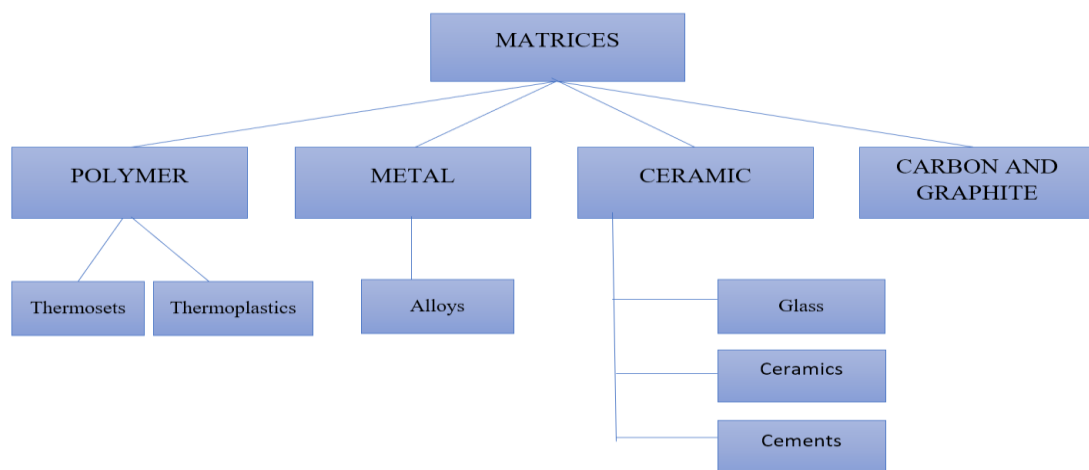 MATRICES
POLYMER
METAL
CERAMIC
CARBON AND
GRAPHITE
Thermosets
Thermoplastics
Alloys
Glass
Ceramics
Cements